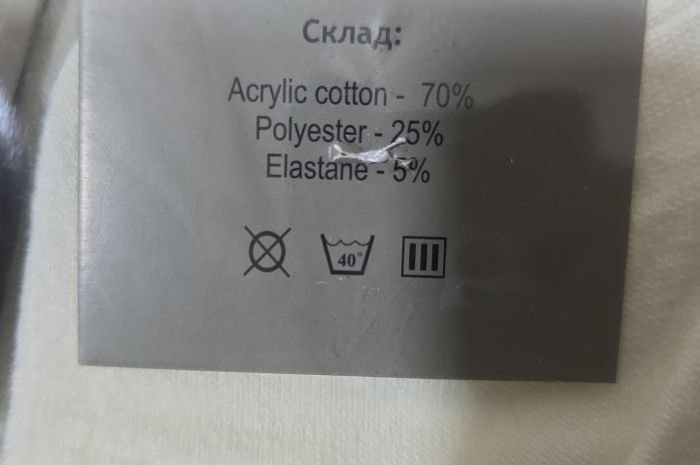 Склад:
Acrylic cotton - 70%
Polyester - 25%
Elastane - 5%
40°